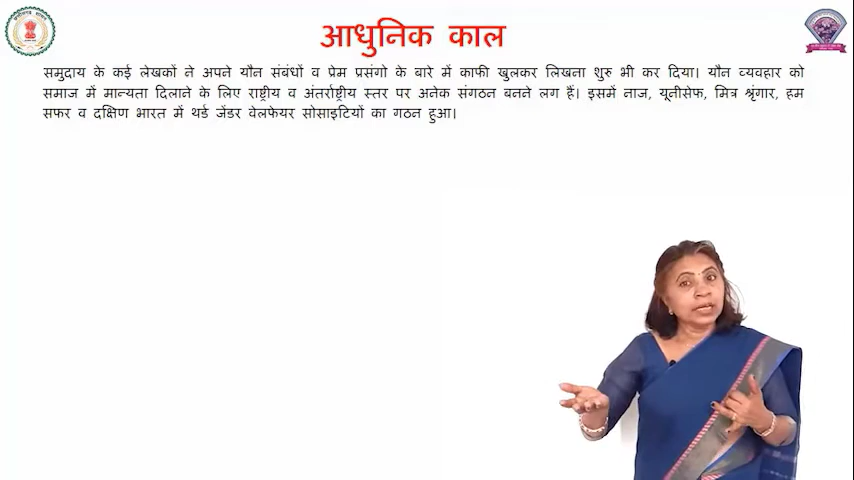 आधुनिक काल
समुदाय के कई लेखकों ने अपने यौन संबंधों व प्रेम प्रसंगो के बारे में काफी खुलकर लिखना शुरु भी कर दिया। यौन व्यवहार को
समाज में मान्यता दिलाने के लिए राष्ट्रीय व अंतर्राष्ट्रीय स्तर पर अनेक संगठन बनने लग हैं। इसमें नाज, यूनीसेफ, मित्र श्रृंगार, हम
सफर व दक्षिण भारत में थर्ड जेंडर वेलफेयर सोसाइटियों का गठन हुआ।